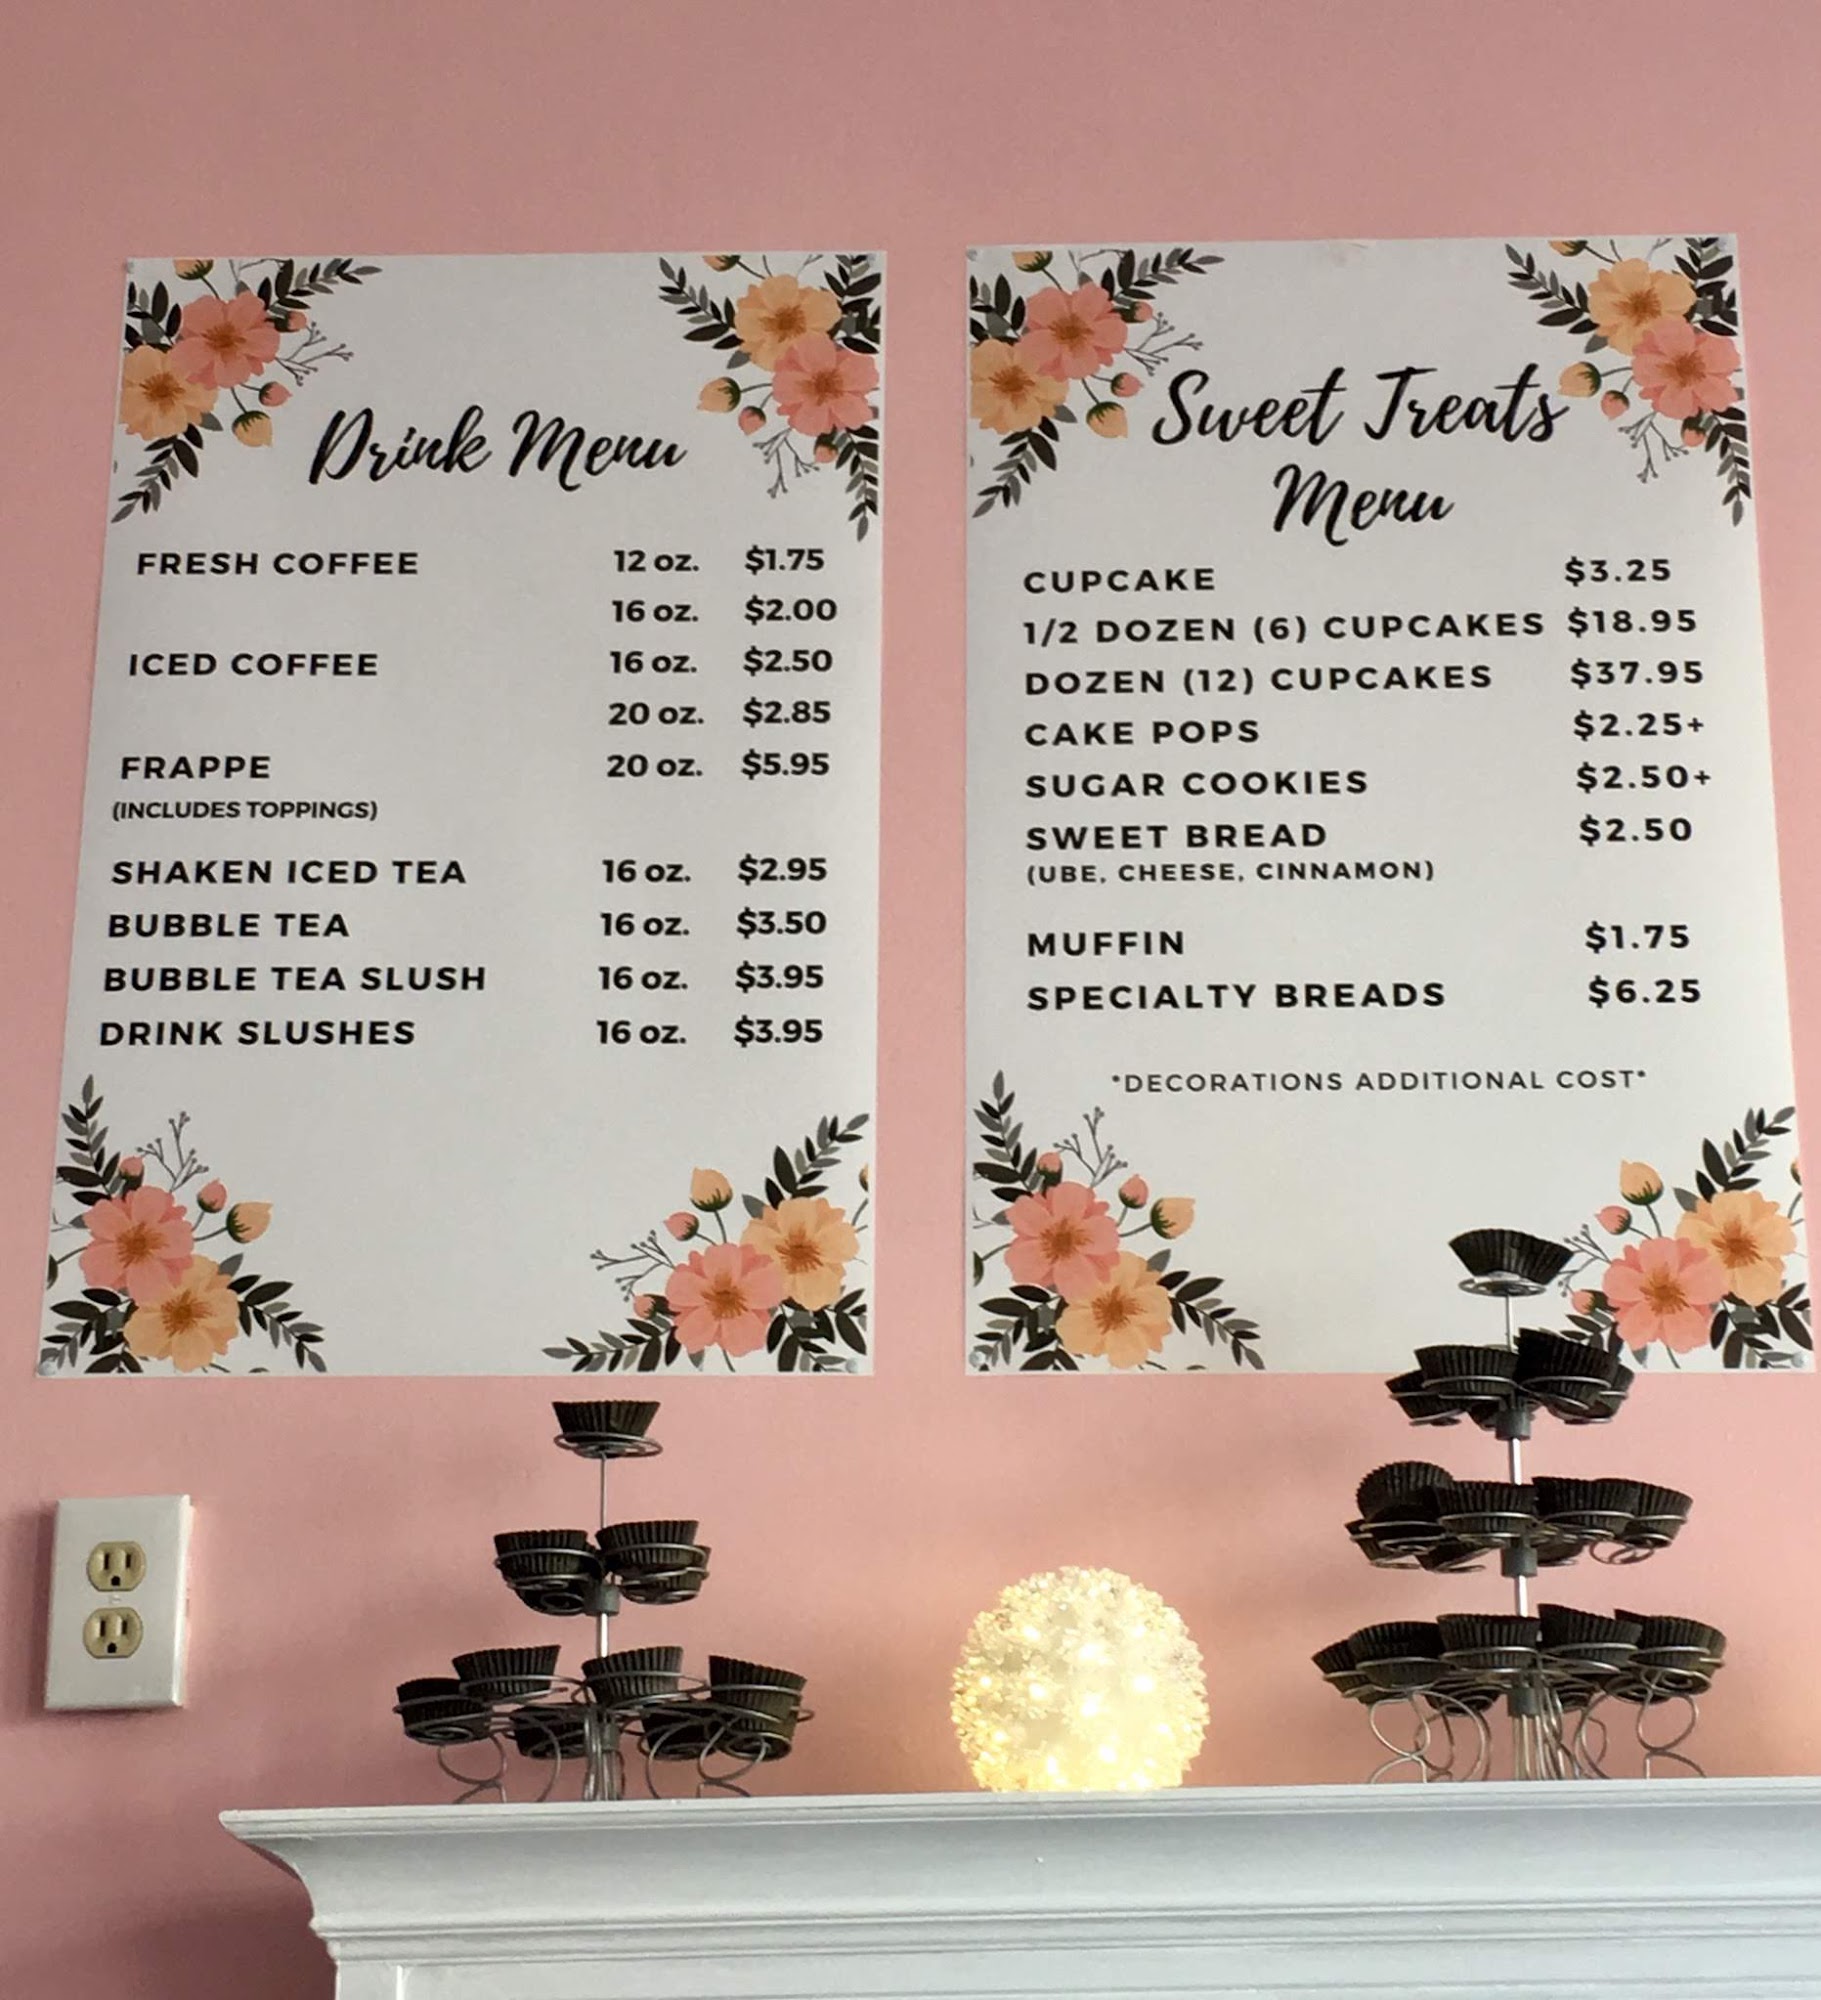 Drink Menu
FRESH COFFEE 12 oz. $1.75
16 oz. $2.00
ICED COFFEE 16 oz. $2.50
20 oz. $2.85
FRAPPE 20 oz. $5.95
(INCLUDES TOPPINGS)
SHAKEN ICED TEA 16 oz. $2.95
BUBBLE TEA 16 oz. $3.50
BUBBLE TEA SLUSH 16 oz. $3.95
DRINK SLUSHES 16 oz. $3.95
Sweet Treats
Menu
CUPCAKE $3.25
1/2 DOZEN (6) CUPCAKES $18.95
DOZEN (12) CUPCAKES $37.95
CAKE POPS $2.25+
SUGAR COOKIES $2.50+
SWEET BREAD $2.50
(UBE, CHEESE, CINNAMON)
MUFFIN $1.75
SPECIALTY BREADS $6.25
*DECORATIONS ADDITIONAL COST*